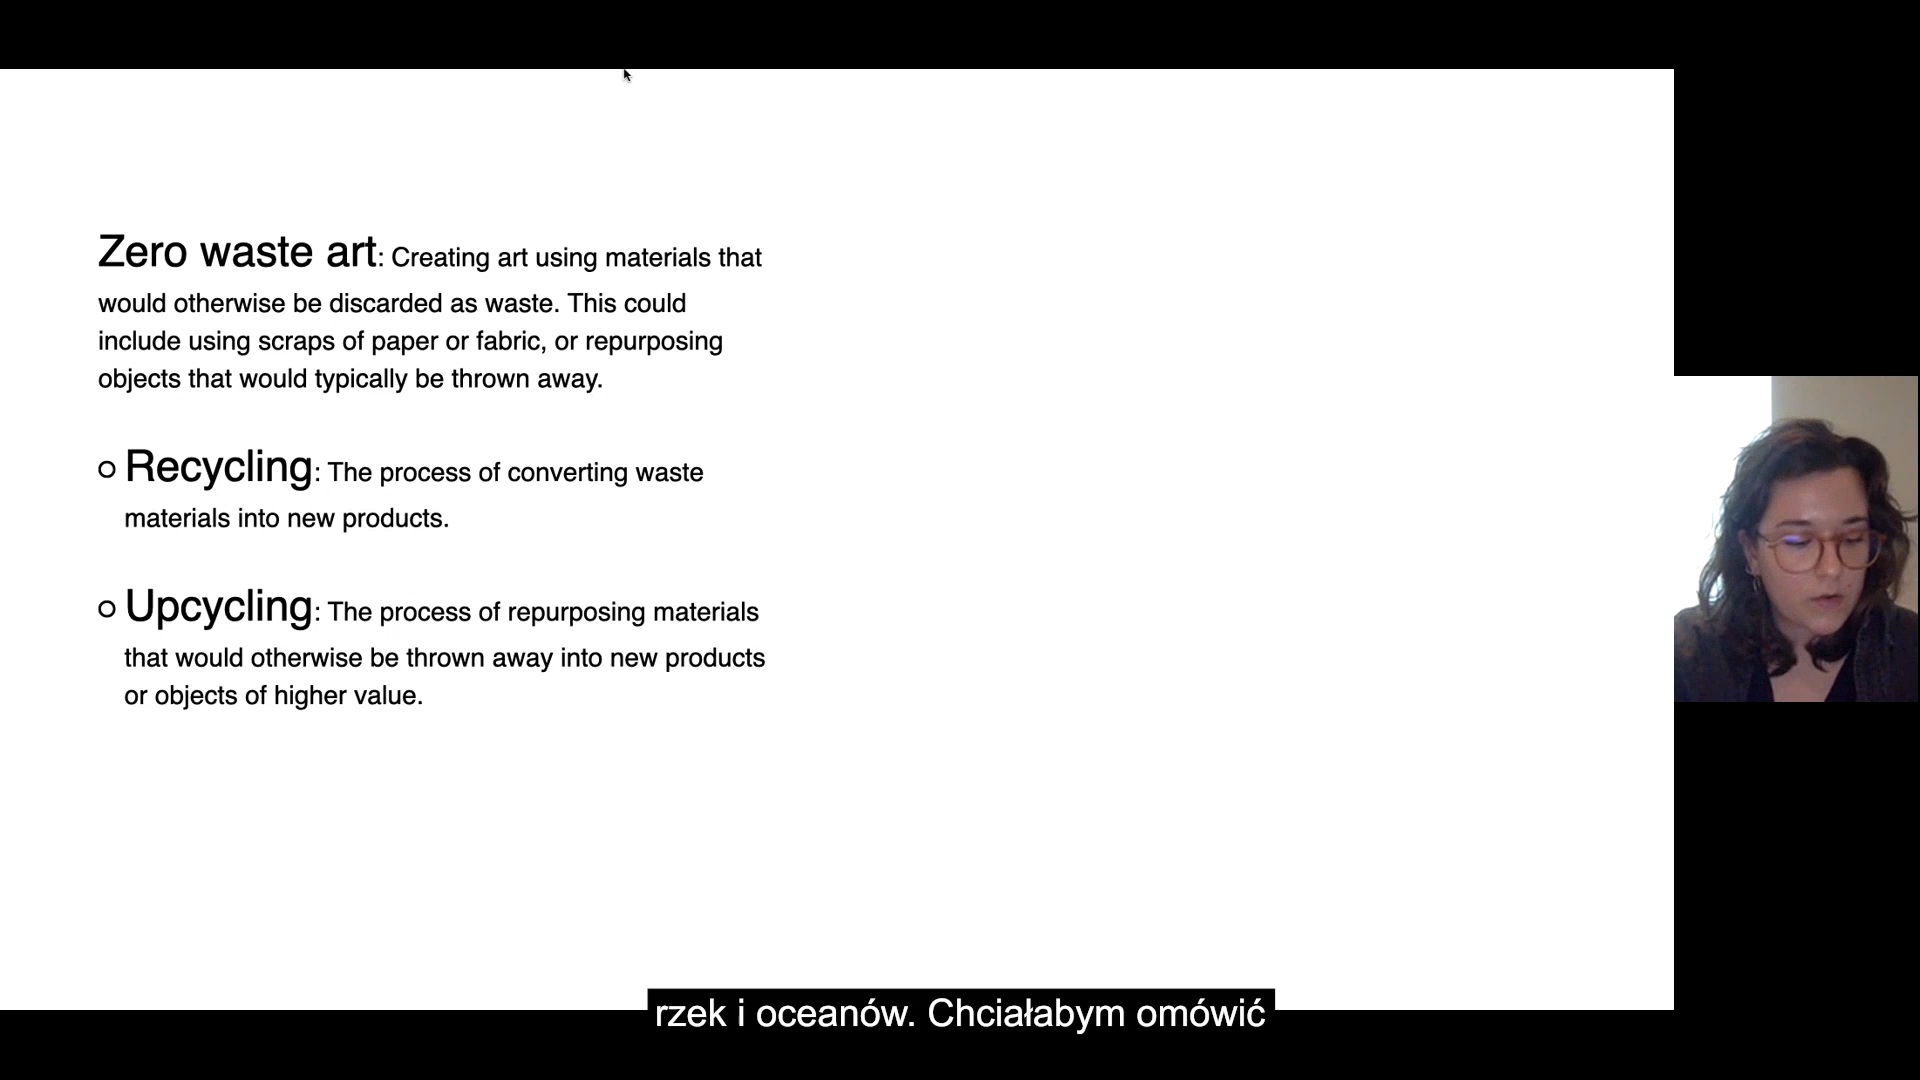 Zero waste art: Creating art using materials that
would otherwise be discarded as waste. This could
include using scraps of paper or fabric, or repurposing
objects that would typically be thrown away.
○ Recycling: The process of converting waste
materials into new products.
○ Upcycling: The process of repurposing materials
that would otherwise be thrown away into new products
or objects of higher value.
rzek i oceanów. Chciałabym omówić